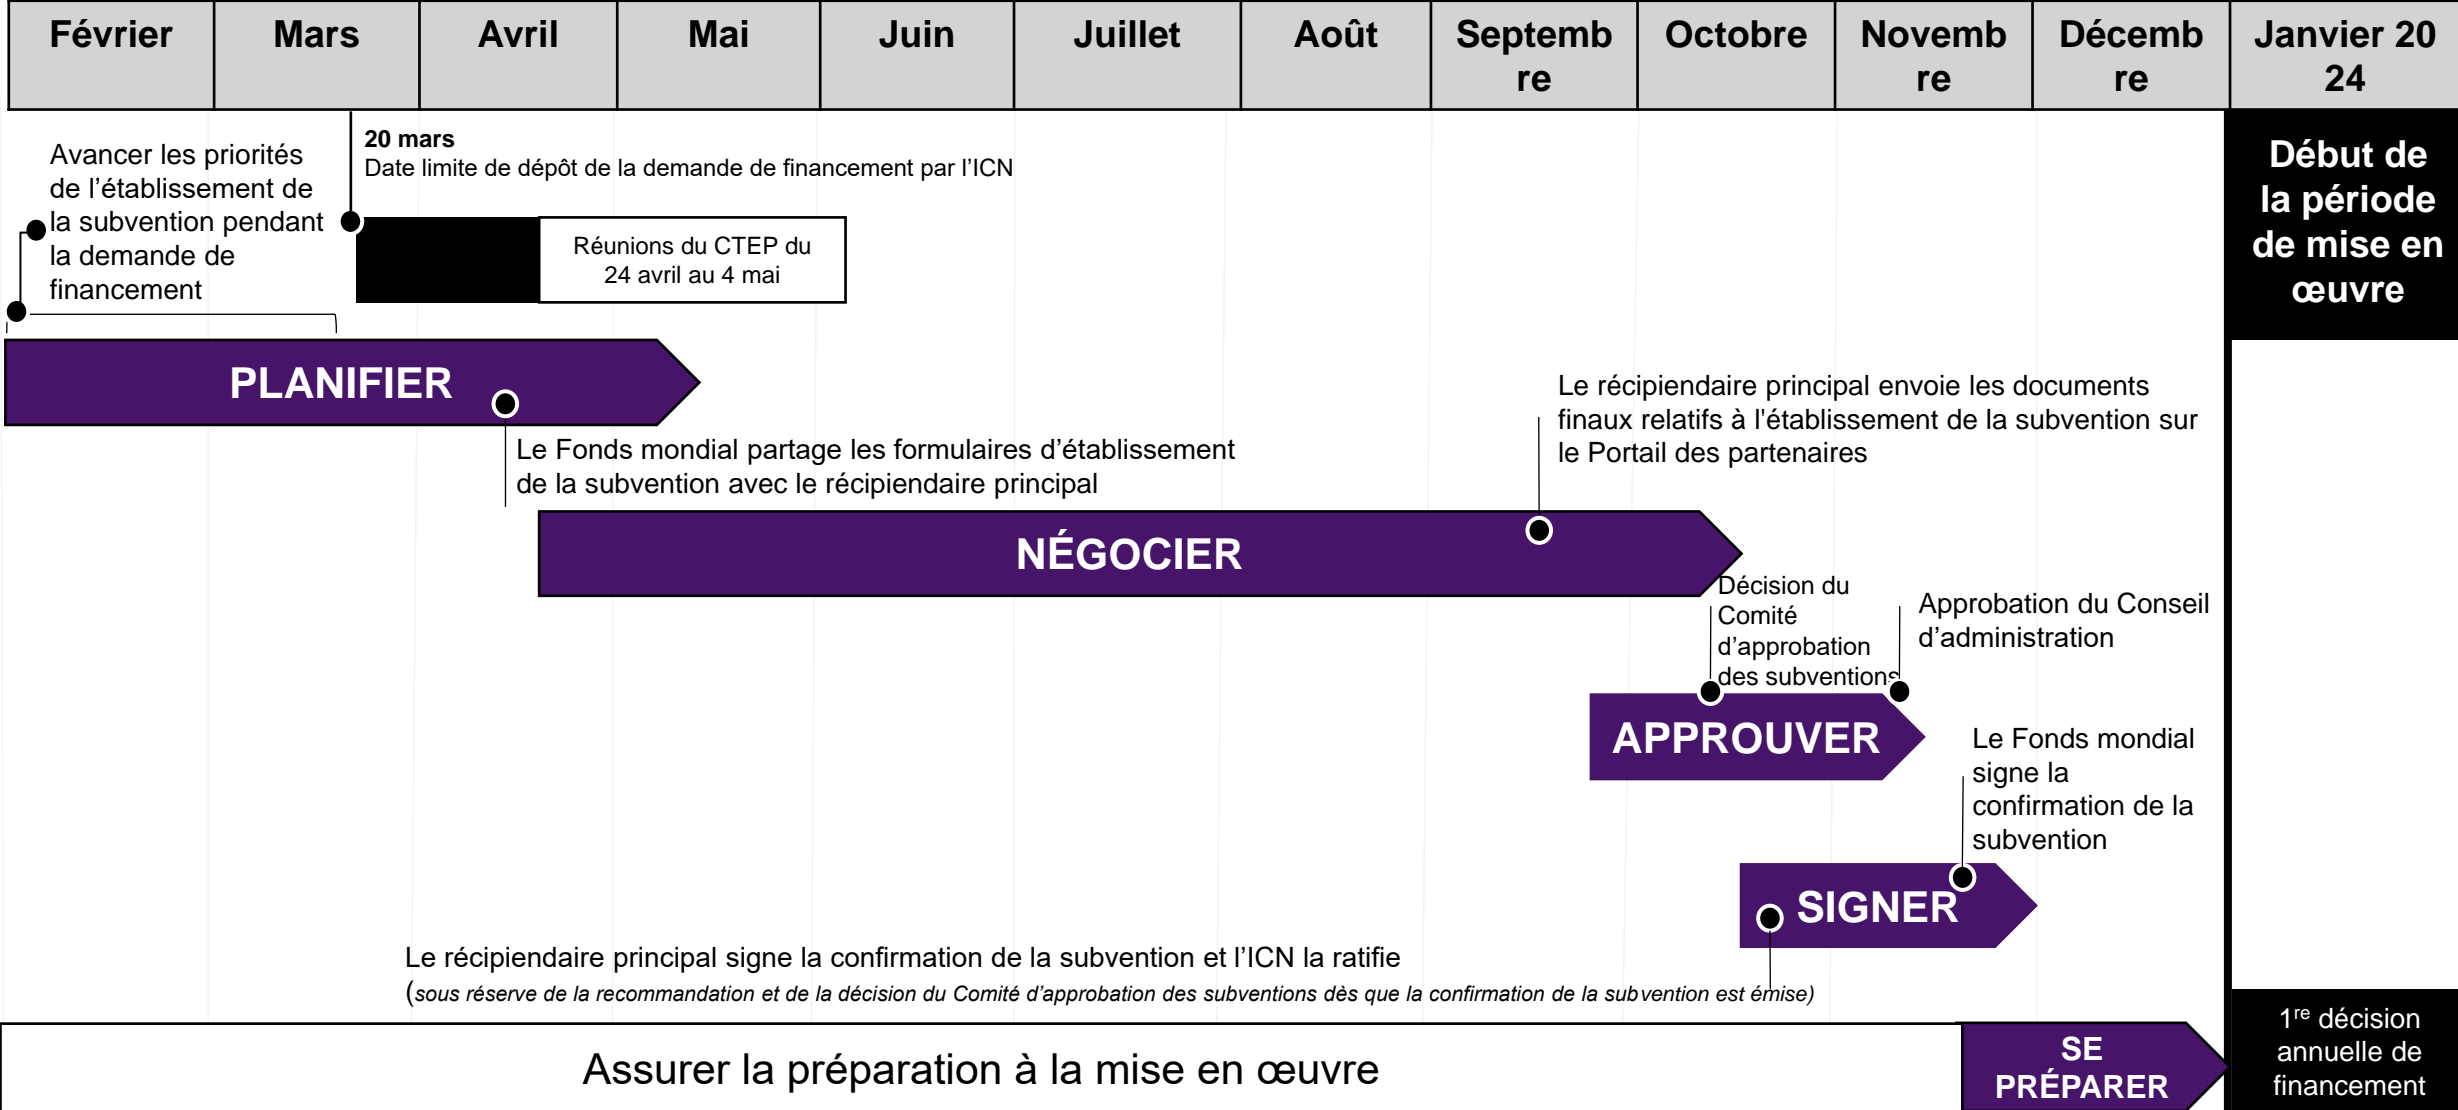 Février
Mars
Avril
Mai
Juin
Juillet
Août
Septemb
re
Octobre
Novemb
re
Décemb
re
Janvier 20
24
Avancer les priorités
de l’établissement de
la subvention pendant
la demande de
financement
20 mars
Date limite de dépôt de la demande de financement par l’ICN
Réunions du CTEP du
24 avril au 4 mai
Début de
la période
de mise en
œuvre
PLANIFIER
Le Fonds mondial partage les formulaires d’établissement
de la subvention avec le récipiendaire principal
Le récipiendaire principal envoie les documents
finaux relatifs à l'établissement de la subvention sur
le Portail des partenaires
NÉGOCIER
Décision du
Comité
d’approbation
des subventions
Approbation du Conseil
d’administration
APPROUVER
Le Fonds mondial
signe la
confirmation de la
subvention
SIGNER
Le récipiendaire principal signe la confirmation de la subvention et l’ICN la ratifie
(sous réserve de la recommandation et de la décision du Comité d’approbation des subventions dès que la confirmation de la subvention est émise)
Assurer la préparation à la mise en œuvre
SE
PRÉPARER
1re décision
annuelle de
financement